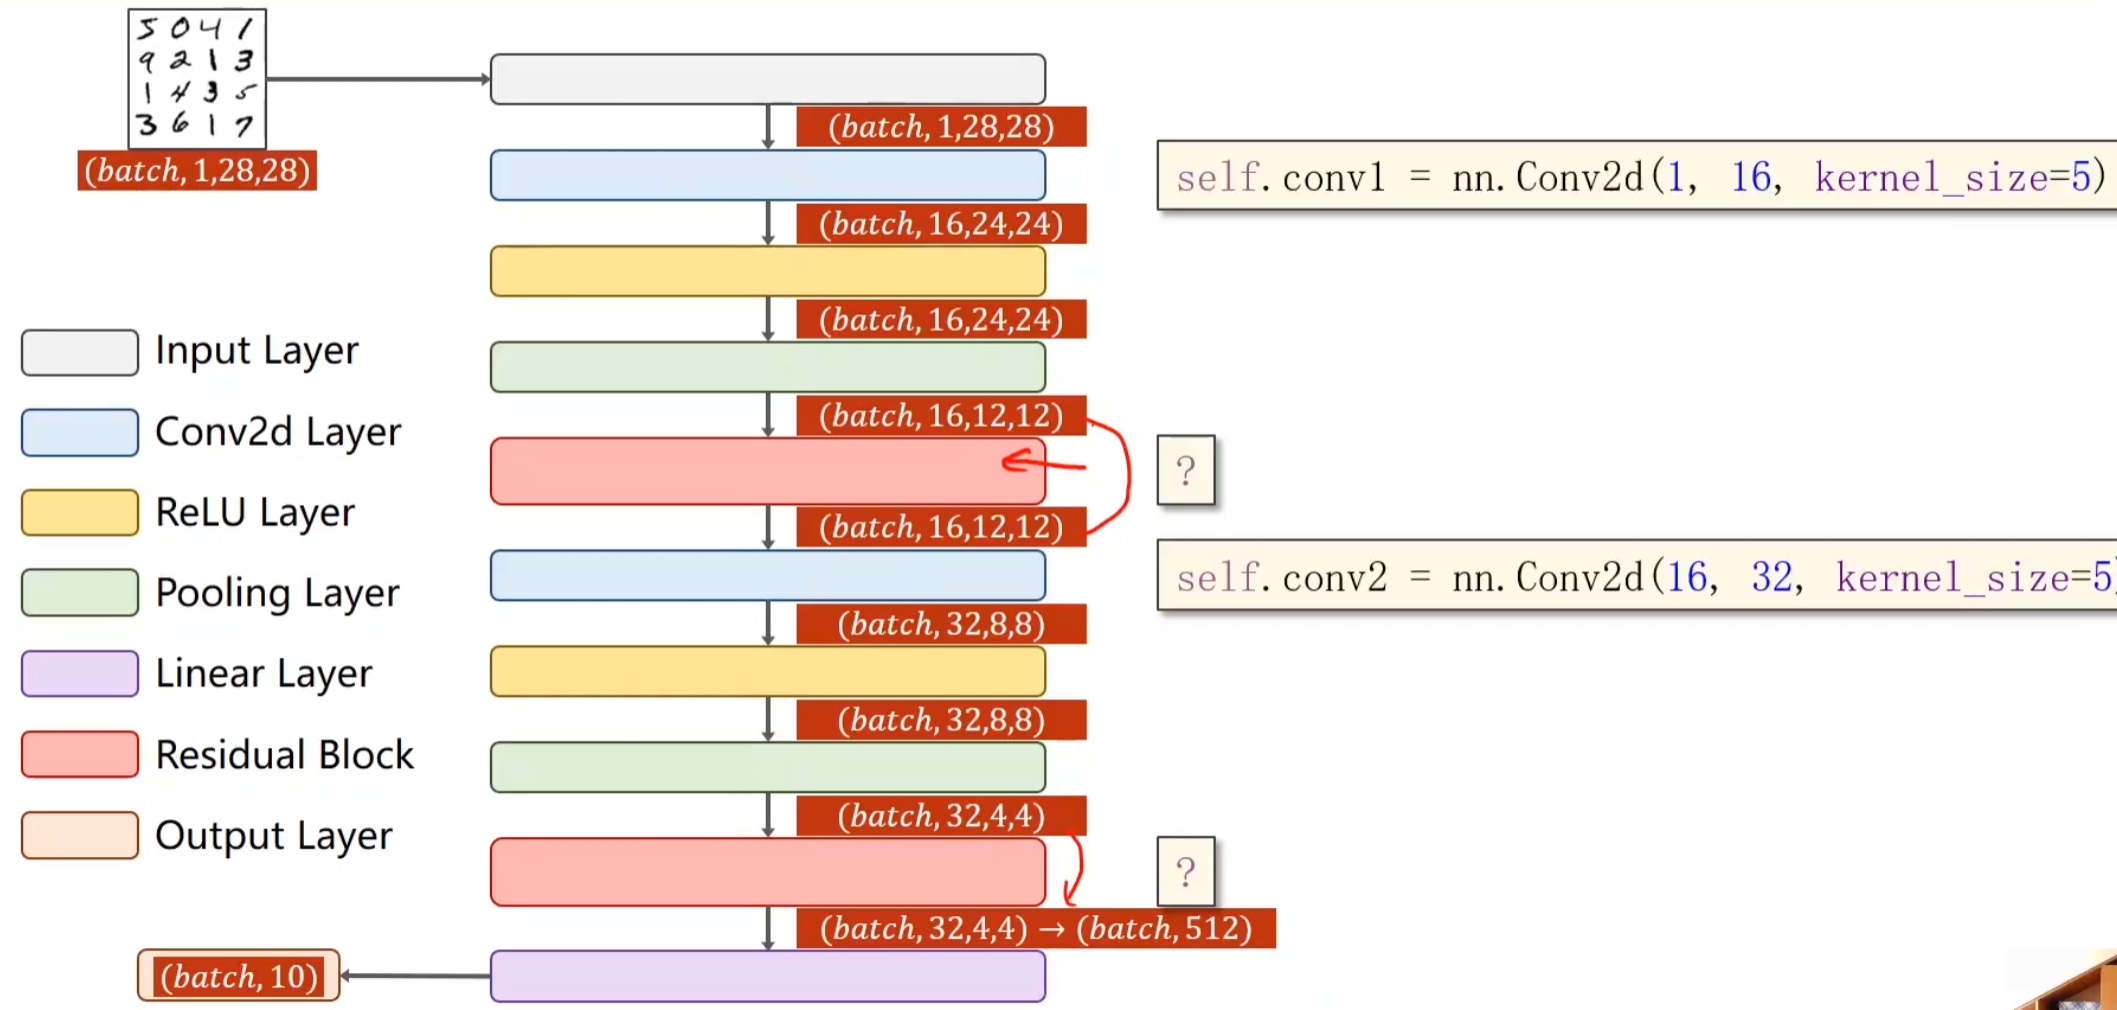 5 0 4 1
9 2 1 3
1 4 3 5
3 6 1 7
(batch, 1,28,28)
(batch, 1,28,28)
self.conv1 = nn.Conv2d(1, 16, kernel_size=5)
(batch, 16,24,24)
(batch, 16,24,24)
(batch, 16,12,12)
?
(batch, 16,12,12)
self.conv2 = nn.Conv2d(16, 32, kernel_size=5)
(batch, 32,8,8)
(batch, 32,8,8)
(batch, 32,4,4)
?
(batch, 32,4,4) → (batch, 512)
(batch, 10)
Input Layer
Conv2d Layer
ReLU Layer
Pooling Layer
Linear Layer
Residual Block
Output Layer